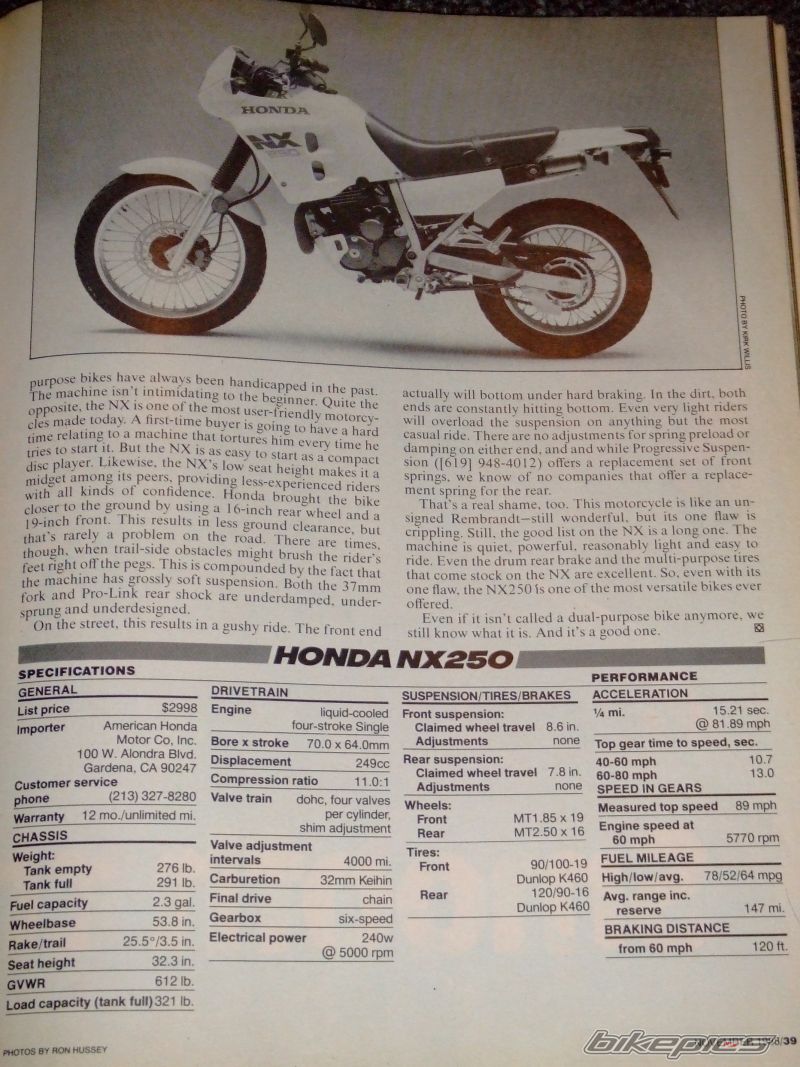 HONDA
NX
250
PHOTO BY KIRK WILLIS
purpose bikes have always been handicapped in the past.
The machine isn't intimidating to the beginner. Quite the
opposite, the NX is one of the most user-friendly motorcy-
cles made today. A first-time buyer is going to have a hard
time relating to a machine that tortures him every time he
tries to start it. But the NX is as easy to start as a compact
disc player. Likewise, the NX's low seat height makes it a
midget among its peers, providing less-experienced riders
with all kinds of confidence. Honda brought the bike
closer to the ground by using a 16-inch rear wheel and a
19-inch front. This results in less ground clearance, but
that's rarely a problem on the road. There are times,
though, when trail-side obstacles might brush the rider's
feet right off the pegs. This is compounded by the fact that
the machine has grossly soft suspension. Both the 37mm
fork and Pro-Link rear shock are underdamped, under-
sprung and underdesigned.
On the street, this results in a gushy ride. The front end
actually will bottom under hard braking. In the dirt, both
ends are constantly hitting bottom. Even very light riders
will overload the suspension on anything but the most
casual ride. There are no adjustments for spring preload or
damping on either end, and and while Progressive Suspen-
sion ([619] 948-4012) offers a replacement set of front
springs, we know of no companies that offer a replace-
ment spring for the rear.
That's a real shame, too. This motorcycle is like an un-
signed Rembrandt—still wonderful, but its one flaw is
crippling. Still, the good list on the NX is a long one. The
machine is quiet, powerful, reasonably light and easy to
ride. Even the drum rear brake and the multi-purpose tires
that come stock on the NX are excellent. So, even with its
one flaw, the NX250 is one of the most versatile bikes ever
offered.
Even if it isn't called a dual-purpose bike anymore, we
still know what it is. And it's a good one.
HONDA NX250
SPECIFICATIONS
GENERAL
List price $2998
Importer American Honda
Motor Co, Inc.
100 W. Alondra Blvd.
Gardena, CA 90247
Customer service
phone (213) 327-8280
Warranty 12 mo./unlimited mi.
CHASSIS
Weight:
Tank empty 276 lb.
Tank full 291 lb.
Fuel capacity 2.3 gal.
Wheelbase 53.8 in.
Rake/trail 25.5°/3.5 in.
Seat height 32.3 in.
GVWR 612 lb.
Load capacity (tank full) 321 lb.
DRIVETRAIN
Engine liquid-cooled
four-stroke Single
Bore x stroke 70.0 x 64.0mm
Displacement 249cc
Compression ratio 11.0:1
Valve train dohc, four valves
per cylinder,
shim adjustment
Valve adjustment
intervals 4000 mi.
Carburetion 32mm Keihin
Final drive chain
Gearbox six-speed
Electrical power 240w
@ 5000 rpm
SUSPENSION/TIRES/BRAKES
Front suspension:
Claimed wheel travel 8.6 in.
Adjustments none
Rear suspension:
Claimed wheel travel 7.8 in.
Adjustments none
Wheels:
Front MT1.85 x 19
Rear MT2.50 x 16
Tires:
Front 90/100-19
Dunlop K460
Rear 120/90-16
Dunlop K460
PERFORMANCE
ACCELERATION
¼ mi. 15.21 sec.
@ 81.89 mph
Top gear time to speed, sec.
40-60 mph 10.7
60-80 mph 13.0
SPEED IN GEARS
Measured top speed 89 mph
Engine speed at
60 mph 5770 rpm
FUEL MILEAGE
High/low/avg. 78/52/64 mpg
Avg. range inc.
reserve 147 mi.
BRAKING DISTANCE
from 60 mph 120 ft.
PHOTOS BY RON HUSSEY
NOVEMBER 1988/39
bikepics